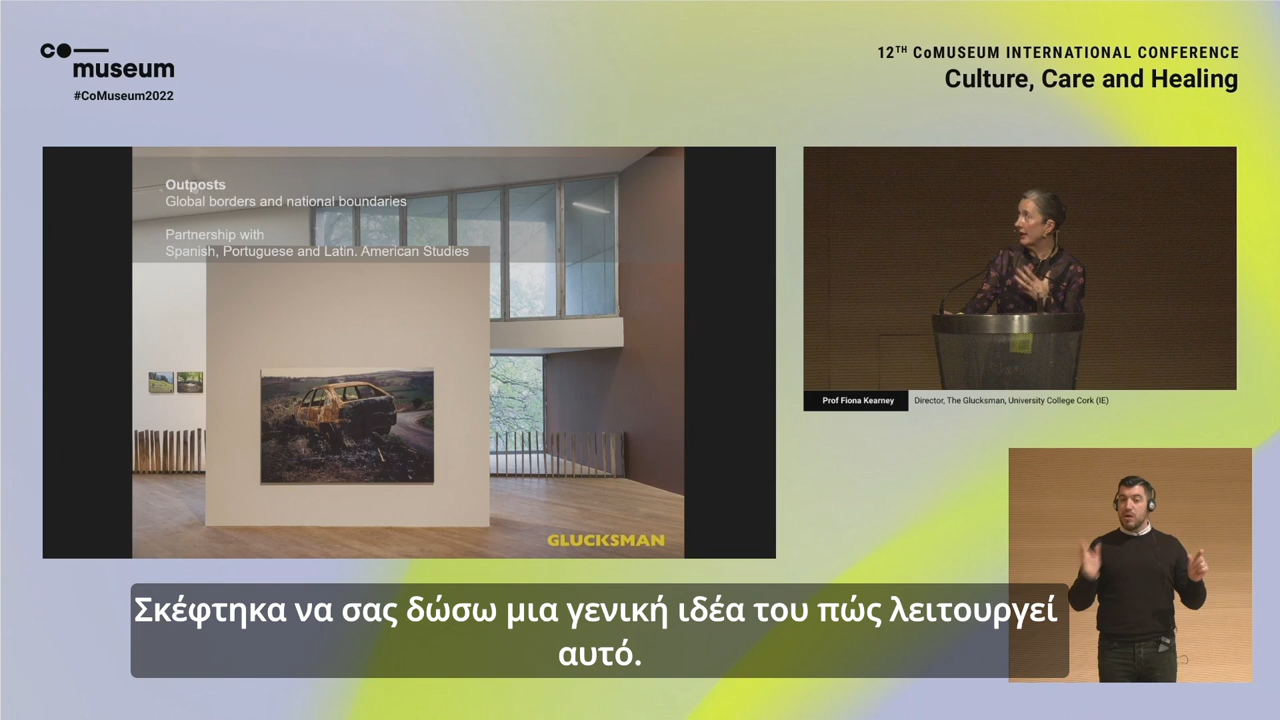 co
museum
#CoMuseum2022
12TH CoMUSEUM INTERNATIONAL CONFERENCE
Culture, Care and Healing
Outposts
Global borders and national boundaries
Partnership with
Spanish, Portuguese and Latin. American Studies
GLUCKSMAN
Prof Fiona Kearney Director, The Glucksman, University College Cork (IE)
Σκέφτηκα να σας δώσω μια γενική ιδέα του πώς λειτουργεί
αυτό.